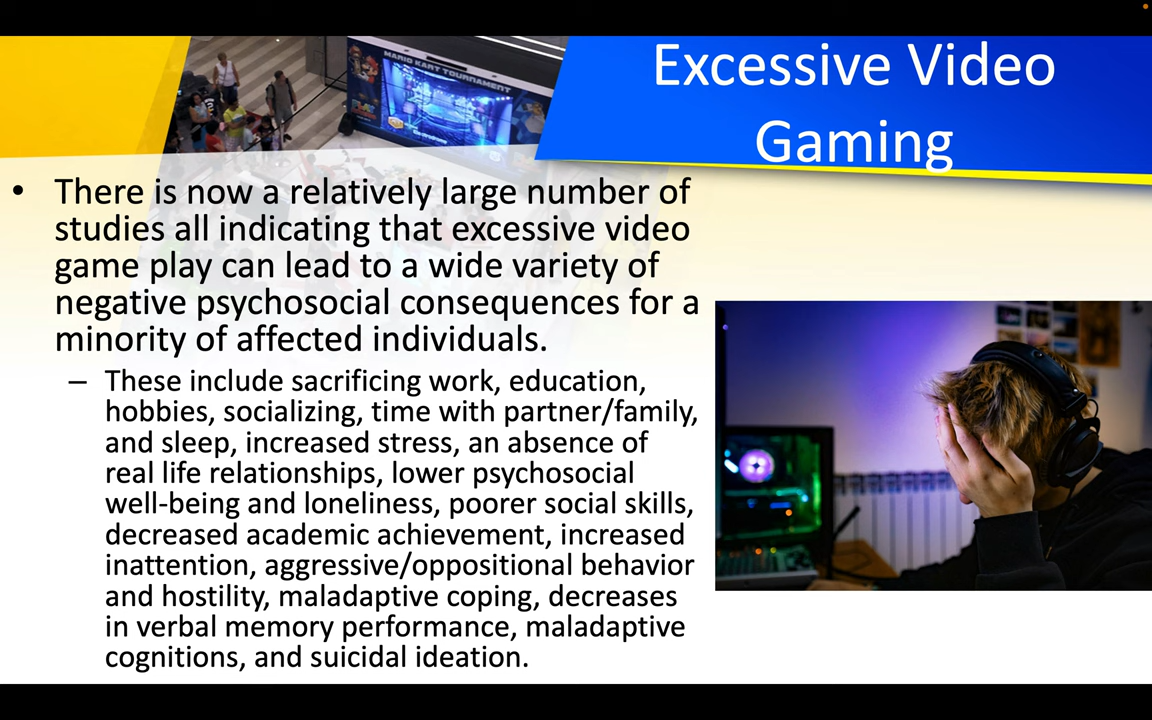 MARIO KART TOURNAMENT
Excessive Video
Gaming
• There is now a relatively large number of
studies all indicating that excessive video
game play can lead to a wide variety of
negative psychosocial consequences for a
minority of affected individuals.
– These include sacrificing work, education,
hobbies, socializing, time with partner/family,
and sleep, increased stress, an absence of
real life relationships, lower psychosocial
well-being and loneliness, poorer social skills,
decreased academic achievement, increased
inattention, aggressive/oppositional behavior
and hostility, maladaptive coping, decreases
in verbal memory performance, maladaptive
cognitions, and suicidal ideation.